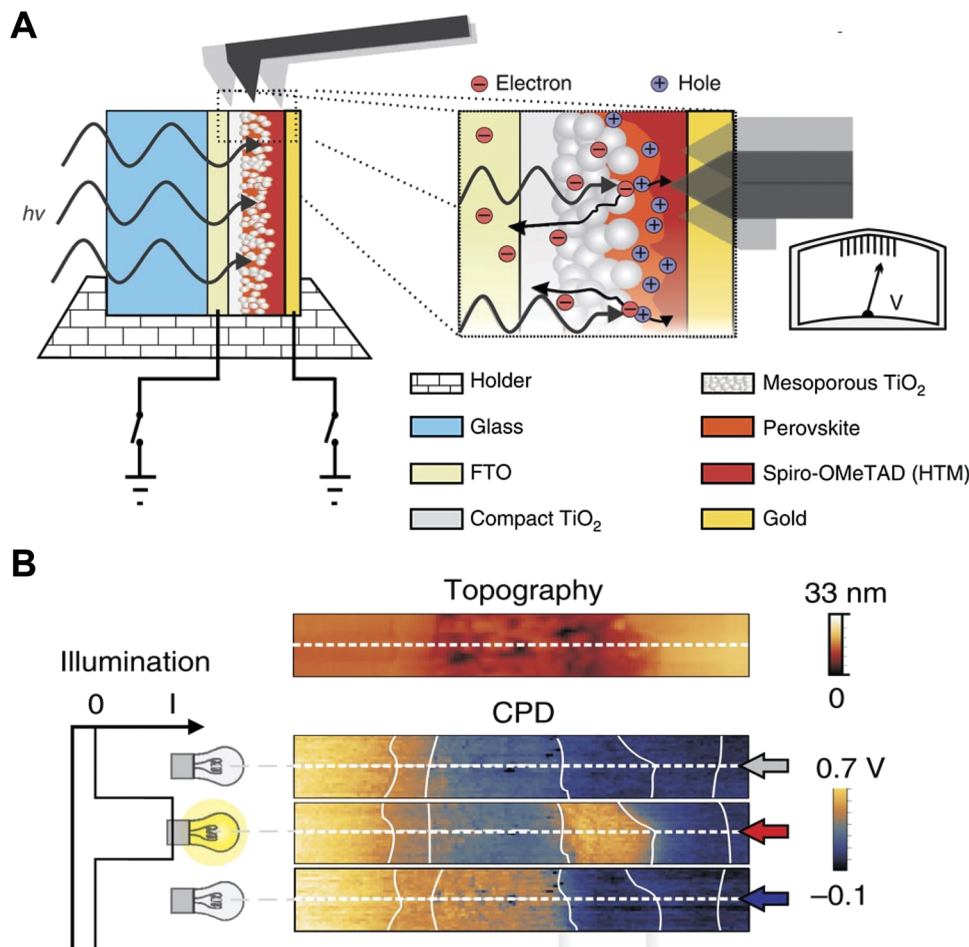 A
Electron
Hole
hv
V
Holder
Glass
FTO
Compact TiO₂
Mesoporous TiO₂
Perovskite
Spiro-OMeTAD (HTM)
Gold
B
Topography
33 nm
0
Illumination
0 I
CPD
0.7 V
−0.1